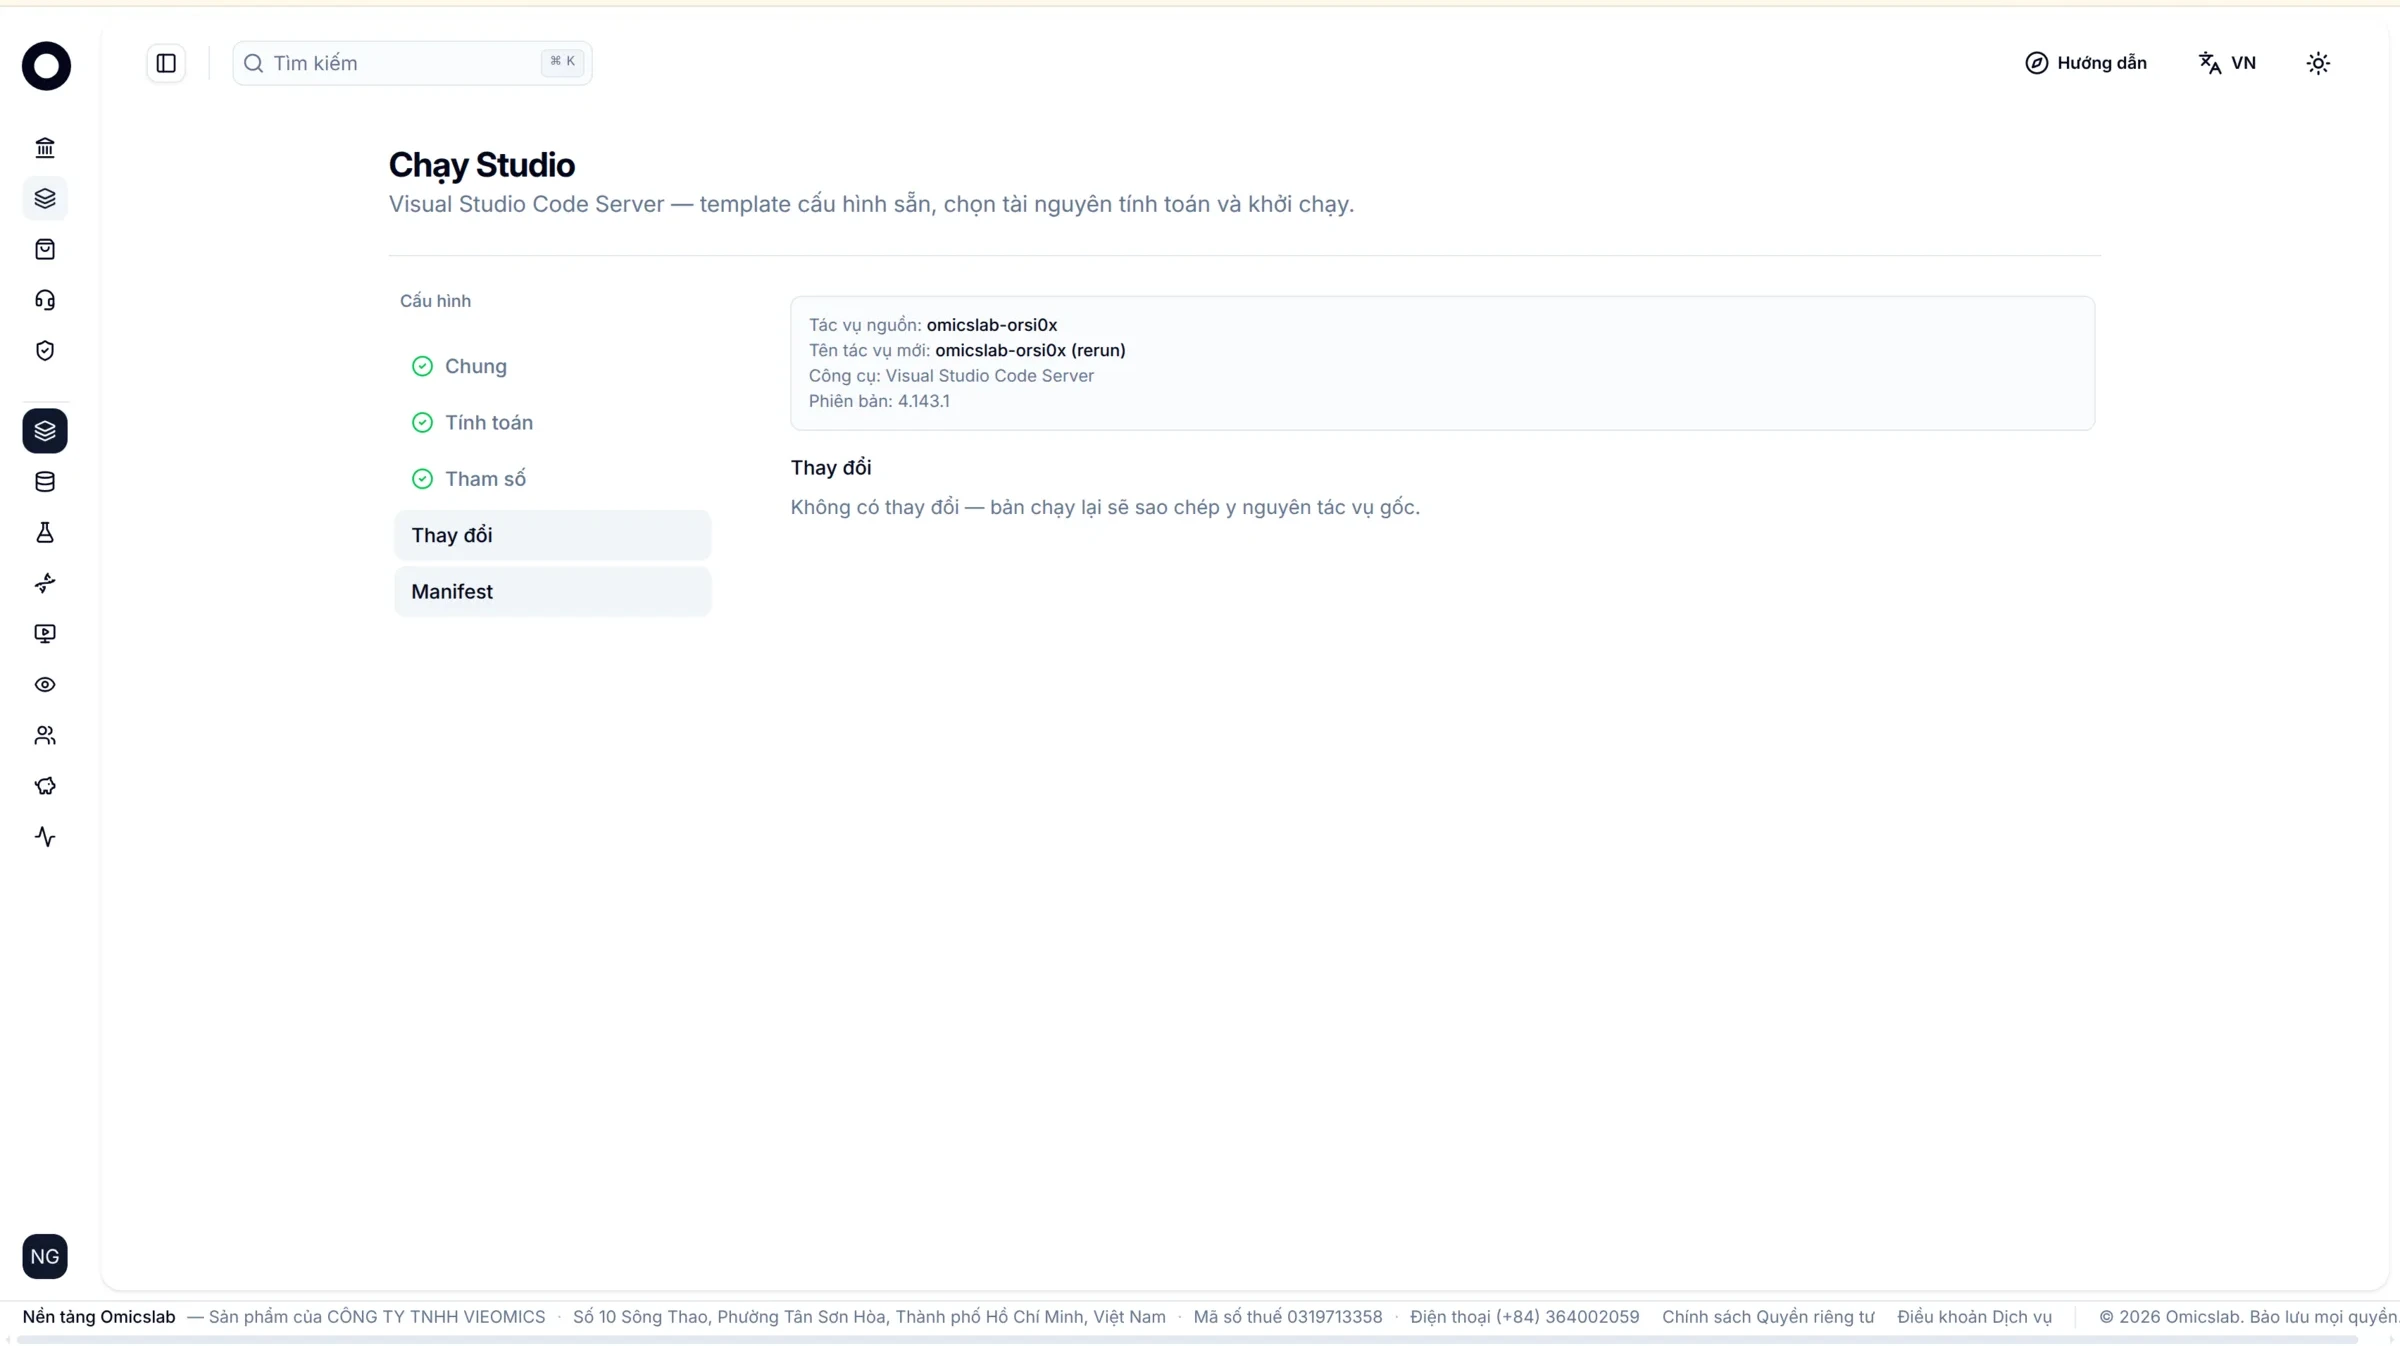 Tìm kiếm
⌘ K
Hướng dẫn
VN
Chạy Studio
Visual Studio Code Server — template cấu hình sẵn, chọn tài nguyên tính toán và khởi chạy.
Cấu hình
Chung
Tính toán
Tham số
Thay đổi
Manifest
Tác vụ nguồn: omicslab-orsi0x
Tên tác vụ mới: omicslab-orsi0x (rerun)
Công cụ: Visual Studio Code Server
Phiên bản: 4.143.1
Thay đổi
Không có thay đổi — bản chạy lại sẽ sao chép y nguyên tác vụ gốc.
NG
Nền tảng Omicslab — Sản phẩm của CÔNG TY TNHH VIEOMICS · Số 10 Sông Thao, Phường Tân Sơn Hòa, Thành phố Hồ Chí Minh, Việt Nam · Mã số thuế 0319713358 · Điện thoại (+84) 364002059 Chính sách Quyền riêng tư Điều khoản Dịch vụ © 2026 Omicslab. Bảo lưu mọi quyền.